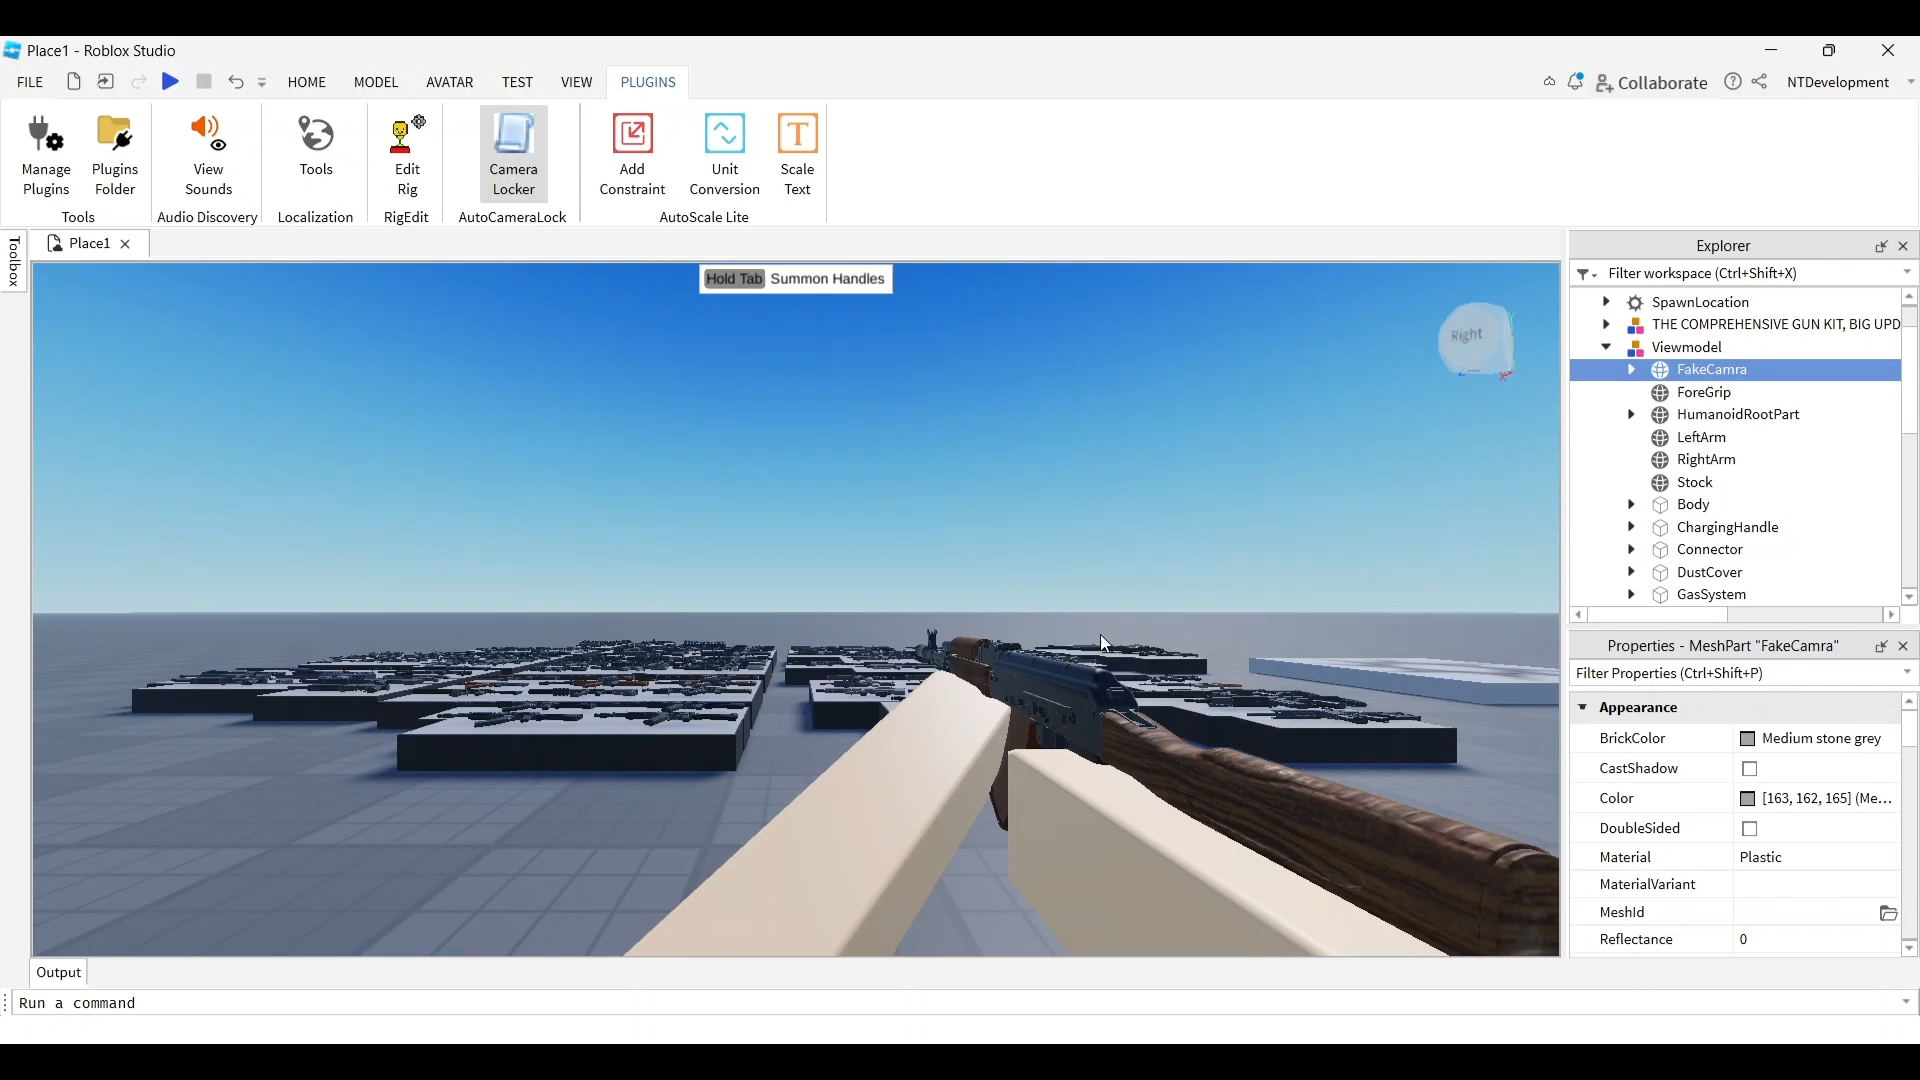 Place1 - Roblox Studio
FILE HOME MODEL AVATAR TEST VIEW PLUGINS Collaborate NTDevelopment
Manage Plugins
Plugins Folder
View Sounds
Tools
Edit Rig
Camera Locker
Add Constraint
Unit Conversion
Scale Text
Tools
Audio Discovery
Localization
RigEdit
AutoCameraLock
AutoScale Lite
Toolbox
Place1
Hold Tab Summon Handles
Right
Explorer
Filter workspace (Ctrl+Shift+X)
SpawnLocation
THE COMPREHENSIVE GUN KIT, BIG UPD
Viewmodel
FakeCamra
ForeGrip
HumanoidRootPart
LeftArm
RightArm
Stock
Body
ChargingHandle
Connector
DustCover
GasSystem
Properties - MeshPart "FakeCamra"
Filter Properties (Ctrl+Shift+P)
Appearance
BrickColor Medium stone grey
CastShadow
Color [163, 162, 165] (Me...
DoubleSided
Material Plastic
MaterialVariant
MeshId
Reflectance 0
Output
Run a command